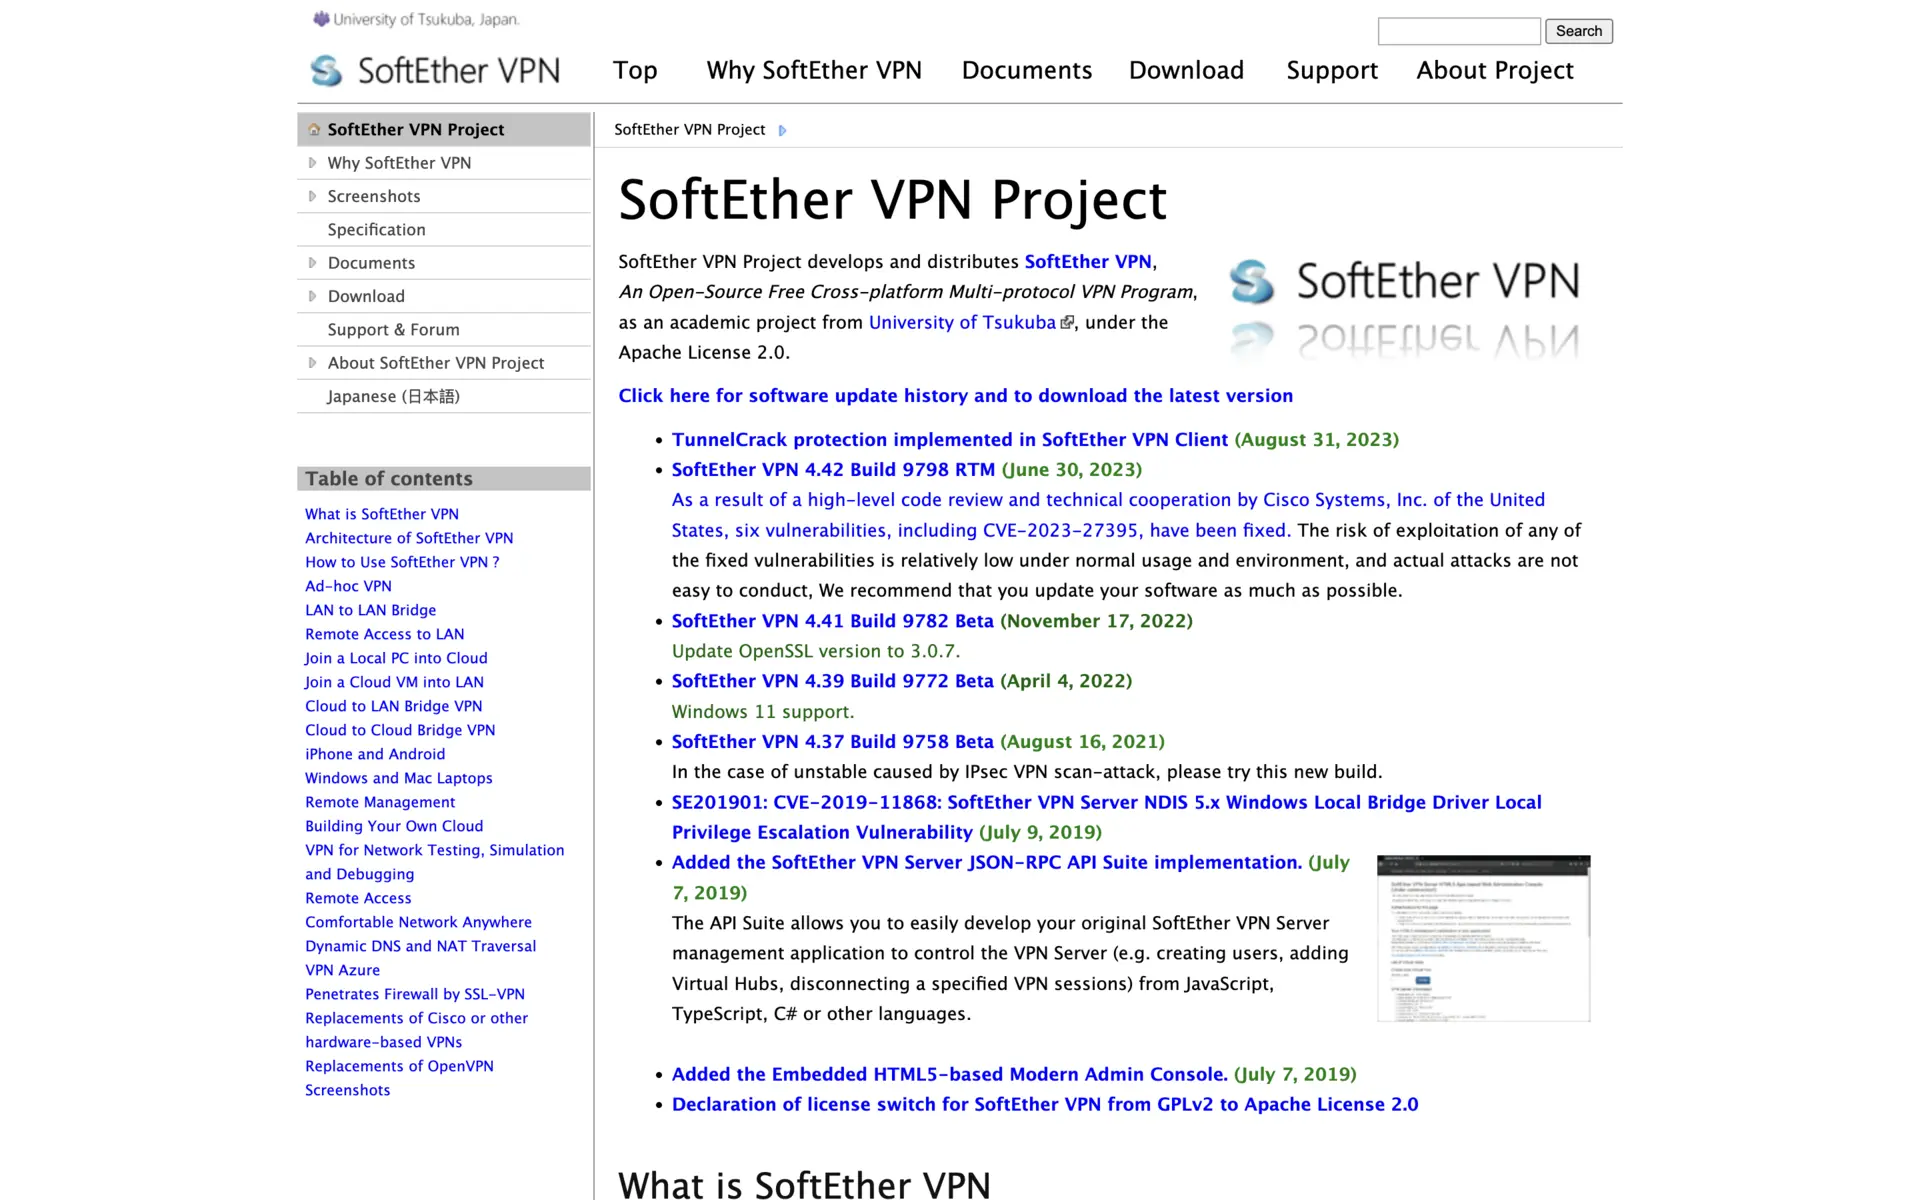 University of Tsukuba, Japan.
Search
SoftEther VPN
Top
Why SoftEther VPN
Documents
Download
Support
About Project
SoftEther VPN Project
Why SoftEther VPN
Screenshots
Specification
Documents
Download
Support & Forum
About SoftEther VPN Project
Japanese (日本語)
Table of contents
What is SoftEther VPN
Architecture of SoftEther VPN
How to Use SoftEther VPN ?
Ad-hoc VPN
LAN to LAN Bridge
Remote Access to LAN
Join a Local PC into Cloud
Join a Cloud VM into LAN
Cloud to LAN Bridge VPN
Cloud to Cloud Bridge VPN
iPhone and Android
Windows and Mac Laptops
Remote Management
Building Your Own Cloud
VPN for Network Testing, Simulation
and Debugging
Remote Access
Comfortable Network Anywhere
Dynamic DNS and NAT Traversal
VPN Azure
Penetrates Firewall by SSL-VPN
Replacements of Cisco or other
hardware-based VPNs
Replacements of OpenVPN
Screenshots
SoftEther VPN Project
SoftEther VPN Project
SoftEther VPN Project develops and distributes SoftEther VPN,
An Open-Source Free Cross-platform Multi-protocol VPN Program,
as an academic project from University of Tsukuba, under the
Apache License 2.0.
SoftEther VPN
Click here for software update history and to download the latest version
• TunnelCrack protection implemented in SoftEther VPN Client (August 31, 2023)
• SoftEther VPN 4.42 Build 9798 RTM (June 30, 2023)
As a result of a high-level code review and technical cooperation by Cisco Systems, Inc. of the United
States, six vulnerabilities, including CVE-2023-27395, have been fixed. The risk of exploitation of any of
the fixed vulnerabilities is relatively low under normal usage and environment, and actual attacks are not
easy to conduct, We recommend that you update your software as much as possible.
• SoftEther VPN 4.41 Build 9782 Beta (November 17, 2022)
Update OpenSSL version to 3.0.7.
• SoftEther VPN 4.39 Build 9772 Beta (April 4, 2022)
Windows 11 support.
• SoftEther VPN 4.37 Build 9758 Beta (August 16, 2021)
In the case of unstable caused by IPsec VPN scan-attack, please try this new build.
• SE201901: CVE-2019-11868: SoftEther VPN Server NDIS 5.x Windows Local Bridge Driver Local
Privilege Escalation Vulnerability (July 9, 2019)
• Added the SoftEther VPN Server JSON-RPC API Suite implementation. (July
7, 2019)
The API Suite allows you to easily develop your original SoftEther VPN Server
management application to control the VPN Server (e.g. creating users, adding
Virtual Hubs, disconnecting a specified VPN sessions) from JavaScript,
TypeScript, C# or other languages.
• Added the Embedded HTML5-based Modern Admin Console. (July 7, 2019)
• Declaration of license switch for SoftEther VPN from GPLv2 to Apache License 2.0
What is SoftEther VPN